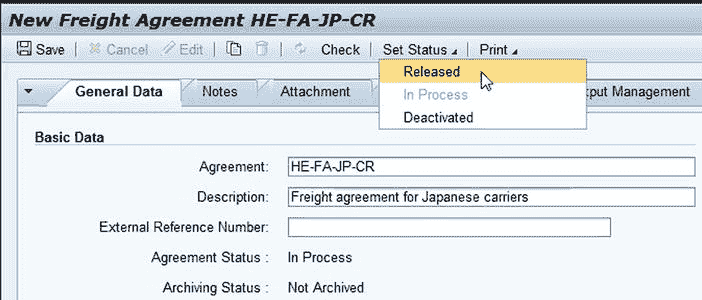 New Freight Agreement HE-FA-JP-CR
Save Cancel Edit Check Set Status Print
Released
In Process
Deactivated
General Data Notes Attachment put Management
Basic Data
Agreement: HE-FA-JP-CR
Description: Freight agreement for Japanese carriers
External Reference Number:
Agreement Status : In Process
Archiving Status : Not Archived